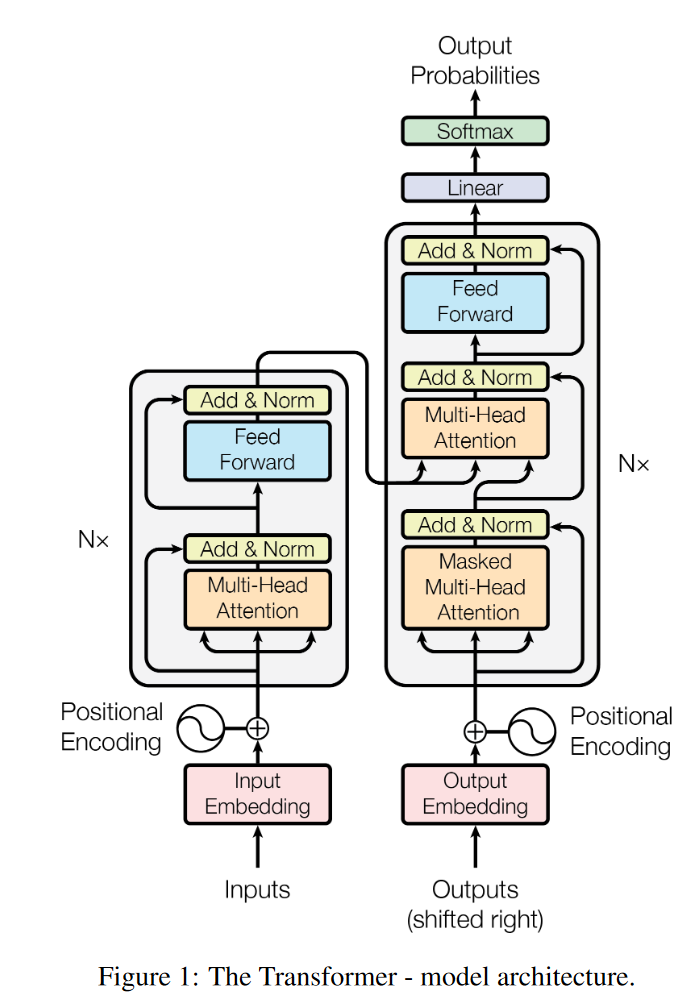 Output
Probabilities
Softmax
Linear
Add & Norm
Feed
Forward
Add & Norm
Multi-Head
Attention
Add & Norm
Masked
Multi-Head
Attention
Nx
Add & Norm
Feed
Forward
Add & Norm
Multi-Head
Attention
Nx
Positional
Encoding
Positional
Encoding
Input
Embedding
Output
Embedding
Inputs
Outputs
(shifted right)
Figure 1: The Transformer - model architecture.